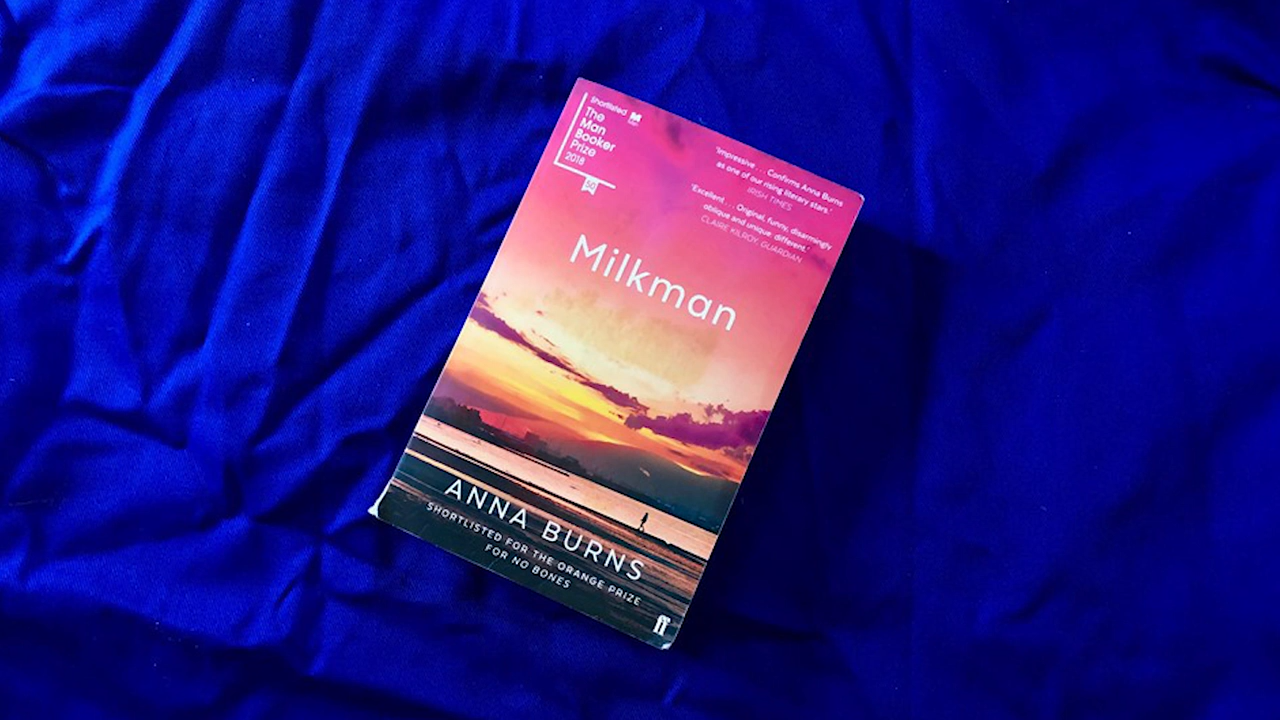 Shortlisted
The
Man
Booker
Prize
2018
50
'Impressive . . . Confirms Anna Burns
as one of our rising literary stars.'
IRISH TIMES
'Excellent . . . Original, funny, disarmingly
oblique and unique: different.'
CLAIRE KILROY, GUARDIAN
Milkman
ANNA BURNS
SHORTLISTED FOR THE ORANGE PRIZE
FOR NO BONES
ff